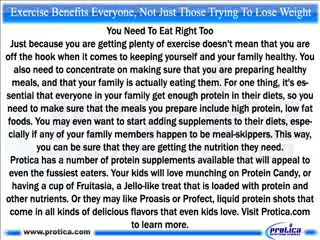 Exercise Benefits Everyone, Not Just Those Trying To Lose Weight
You Need To Eat Right Too
Just because you are getting plenty of exercise doesn't mean that you are
off the hook when it comes to keeping yourself and your family healthy. You
also need to concentrate on making sure that you are preparing healthy
meals, and that your family is actually eating them. For one thing, it's es-
sential that everyone in your family get enough protein in their diets, so you
need to make sure that the meals you prepare include high protein, low fat
foods. You may even want to start adding supplements to their diets, espe-
cially if any of your family members happen to be meal-skippers. This way,
you can be sure that they are getting the nutrition they need.
Protica has a number of protein supplements available that will appeal to
even the fussiest eaters. Your kids will love munching on Protein Candy, or
having a cup of Fruitasia, a Jello-like treat that is loaded with protein and
other nutrients. Or they may like Proasis or Profect, liquid protein shots that
come in all kinds of delicious flavors that even kids love. Visit Protica.com
to learn more.
www.protica.com
protica